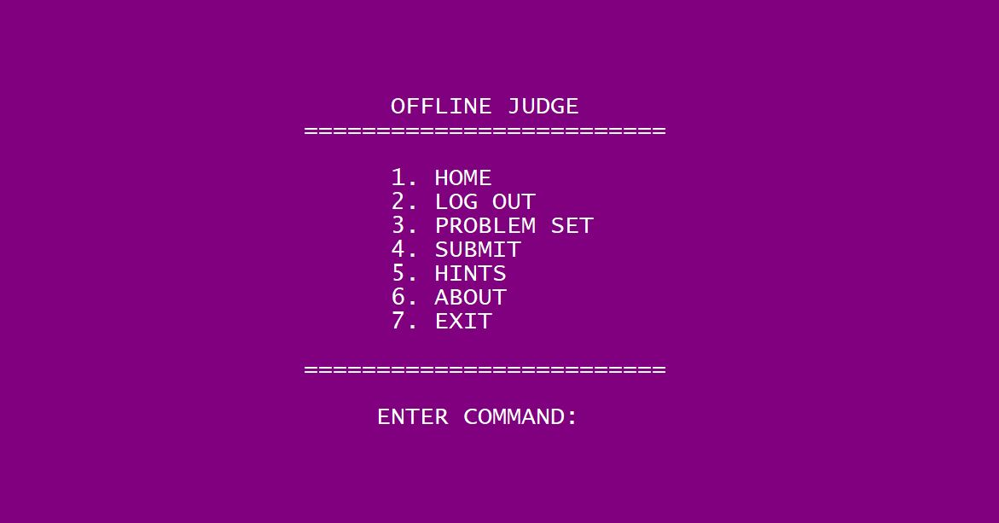 OFFLINE JUDGE
=========================
1. HOME
2. LOG OUT
3. PROBLEM SET
4. SUBMIT
5. HINTS
6. ABOUT
7. EXIT
=========================
ENTER COMMAND: